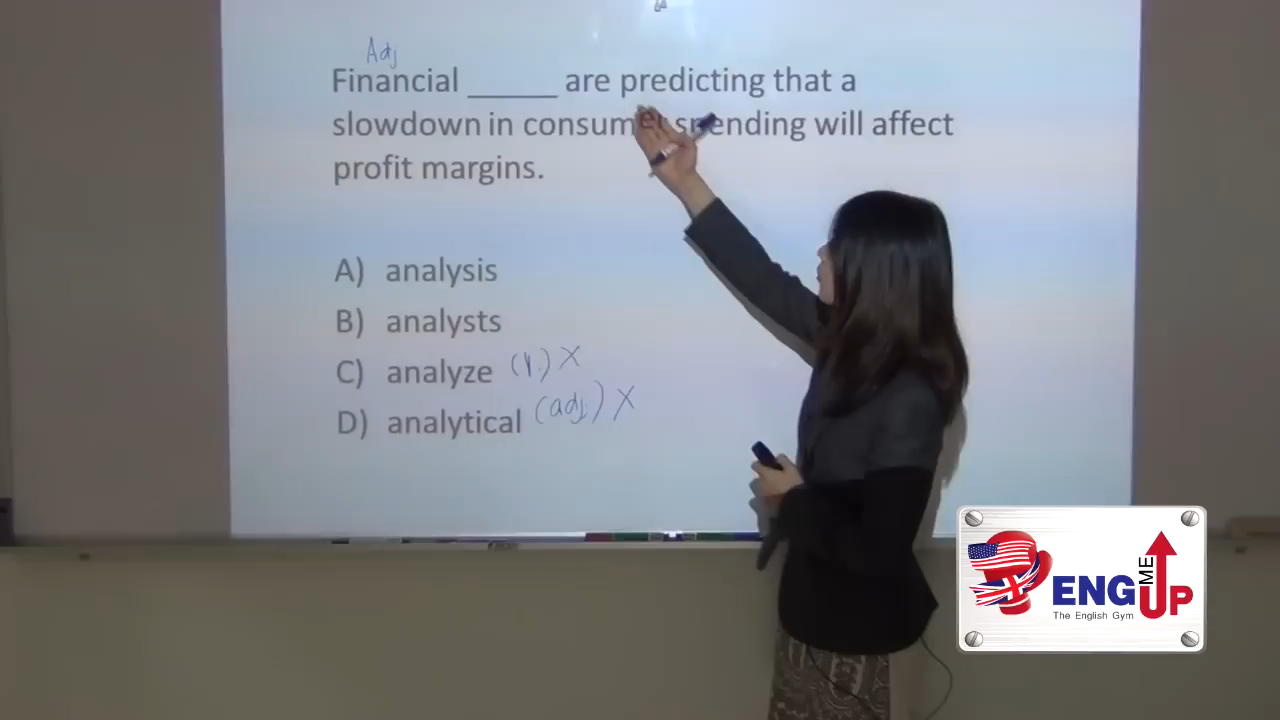 Adj
Financial _____ are predicting that a
slowdown in consumer spending will affect
profit margins.
A) analysis
B) analysts
C) analyze (v.) X
D) analytical (adj.) X
ENG UP ME
The English Gym